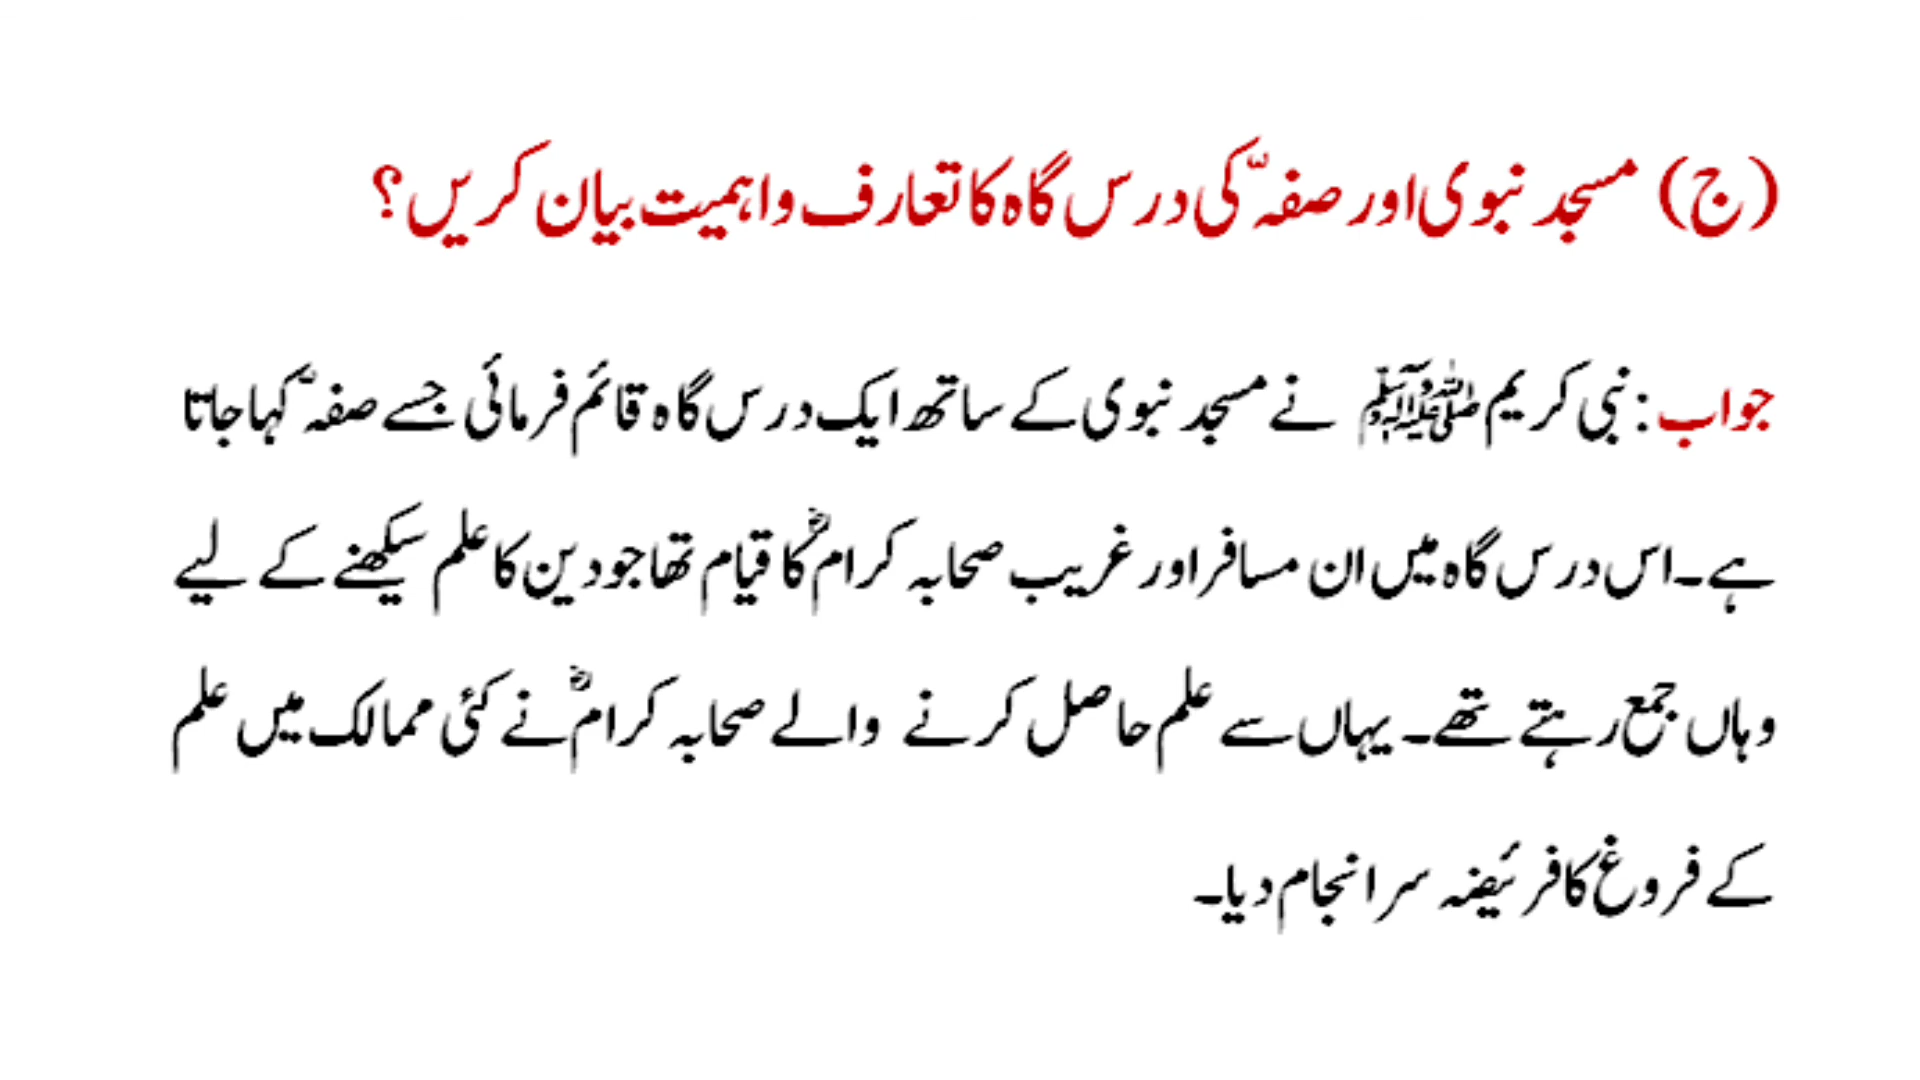 (ج) مسجد نبوی اور صفہّ کی درس گاہ کا تعارف و اہمیت بیان کریں؟
جواب: نبی کریم ﷺ نے مسجد نبوی کے ساتھ ایک درس گاہ قائم فرمائی جسے صفہّ کہا جاتا
ہے۔ اس درس گاہ میں ان مسافر اور غریب صحابہ کرامؓ کا قیام تھا جو دین کا علم سیکھنے کے لیے
وہاں جمع رہتے تھے۔ یہاں سے علم حاصل کرنے والے صحابہ کرامؓ نے کئی ممالک میں علم
کے فروغ کا فرئیضہ سر انجام دیا۔